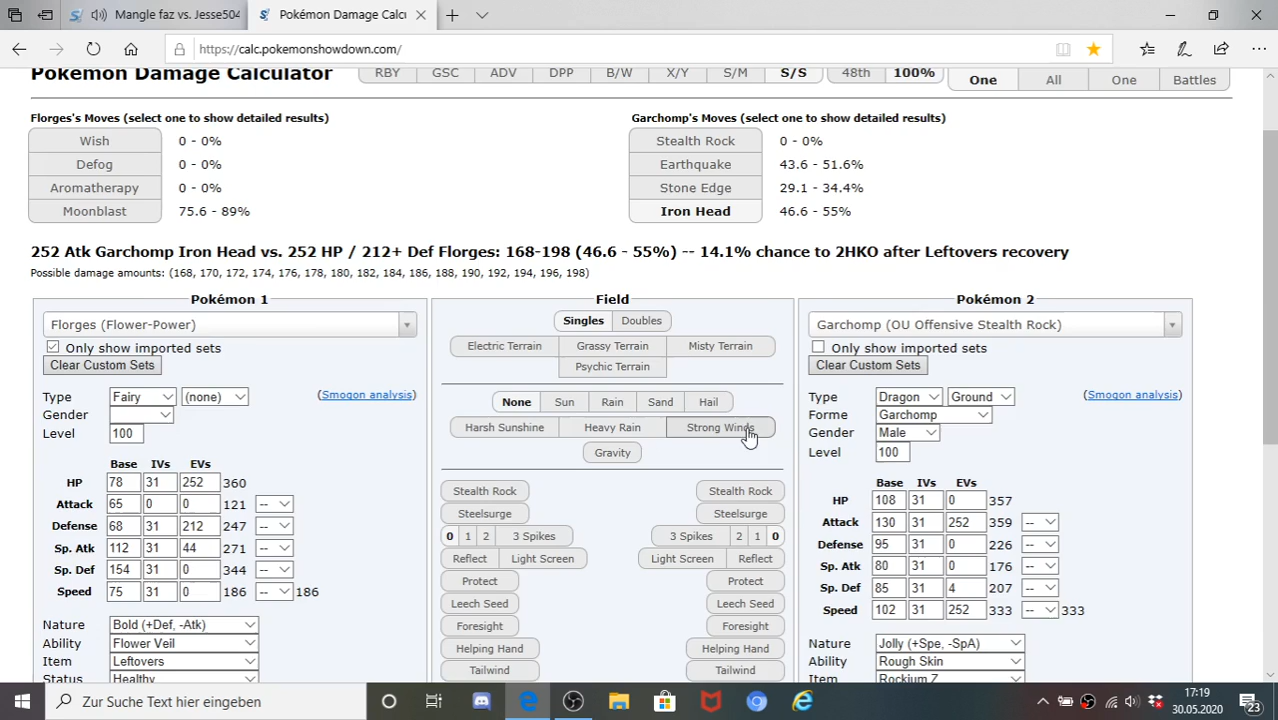 Mangle faz vs. Jesse504
Pokémon Damage Calcu
https://calc.pokemonshowdown.com/
Pokémon Damage Calculator RBY GSC ADV DPP B/W X/Y S/M S/S 48th 100% One All One Battles
Florges's Moves (select one to show detailed results) Garchomp's Moves (select one to show detailed results)
Wish 0 - 0% Stealth Rock 0 - 0%
Defog 0 - 0% Earthquake 43.6 - 51.6%
Aromatherapy 0 - 0% Stone Edge 29.1 - 34.4%
Moonblast 75.6 - 89% Iron Head 46.6 - 55%
252 Atk Garchomp Iron Head vs. 252 HP / 212+ Def Florges: 168-198 (46.6 - 55%) -- 14.1% chance to 2HKO after Leftovers recovery
Possible damage amounts: (168, 170, 172, 174, 176, 178, 180, 182, 184, 186, 188, 190, 192, 194, 196, 198)
Pokémon 1
Florges (Flower-Power)
Only show imported sets
Clear Custom Sets
Type Fairy (none) (Smogon analysis)
Gender
Level 100
Base IVs EVs
HP 78 31 252 360
Attack 65 0 0 121 --
Defense 68 31 212 247 --
Sp. Atk 112 31 44 271 --
Sp. Def 154 31 0 344 --
Speed 75 31 0 186 -- 186
Nature Bold (+Def, -Atk)
Ability Flower Veil
Item Leftovers
Status Healthy
Field
Singles Doubles
Electric Terrain Grassy Terrain Misty Terrain
Psychic Terrain
None Sun Rain Sand Hail
Harsh Sunshine Heavy Rain Strong Winds
Gravity
Stealth Rock Stealth Rock
Steelsurge Steelsurge
0 1 2 3 Spikes 3 Spikes 2 1 0
Reflect Light Screen Light Screen Reflect
Protect Protect
Leech Seed Leech Seed
Foresight Foresight
Helping Hand Helping Hand
Tailwind Tailwind
Pokémon 2
Garchomp (OU Offensive Stealth Rock)
Only show imported sets
Clear Custom Sets
Type Dragon Ground (Smogon analysis)
Forme Garchomp
Gender Male
Level 100
Base IVs EVs
HP 108 31 0 357
Attack 130 31 252 359 --
Defense 95 31 0 226 --
Sp. Atk 80 31 0 176 --
Sp. Def 85 31 4 207 --
Speed 102 31 252 333 -- 333
Nature Jolly (+Spe, -SpA)
Ability Rough Skin
Item Rockium Z
Zur Suche Text hier eingeben
17:19
30.05.2020
23